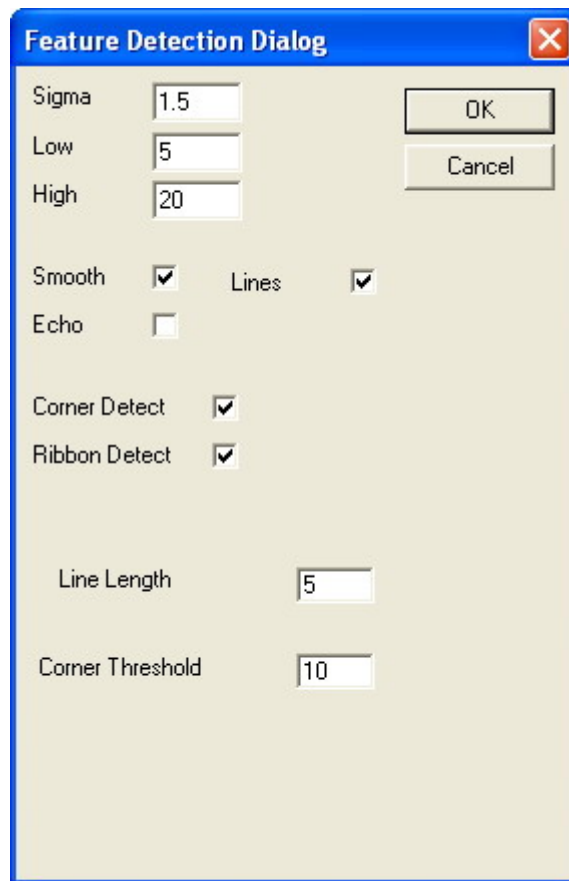 Feature Detection Dialog
Sigma 1.5 OK
Low 5 Cancel
High 20
Smooth Lines
Echo
Corner Detect
Ribbon Detect
Line Length 5
Corner Threshold 10